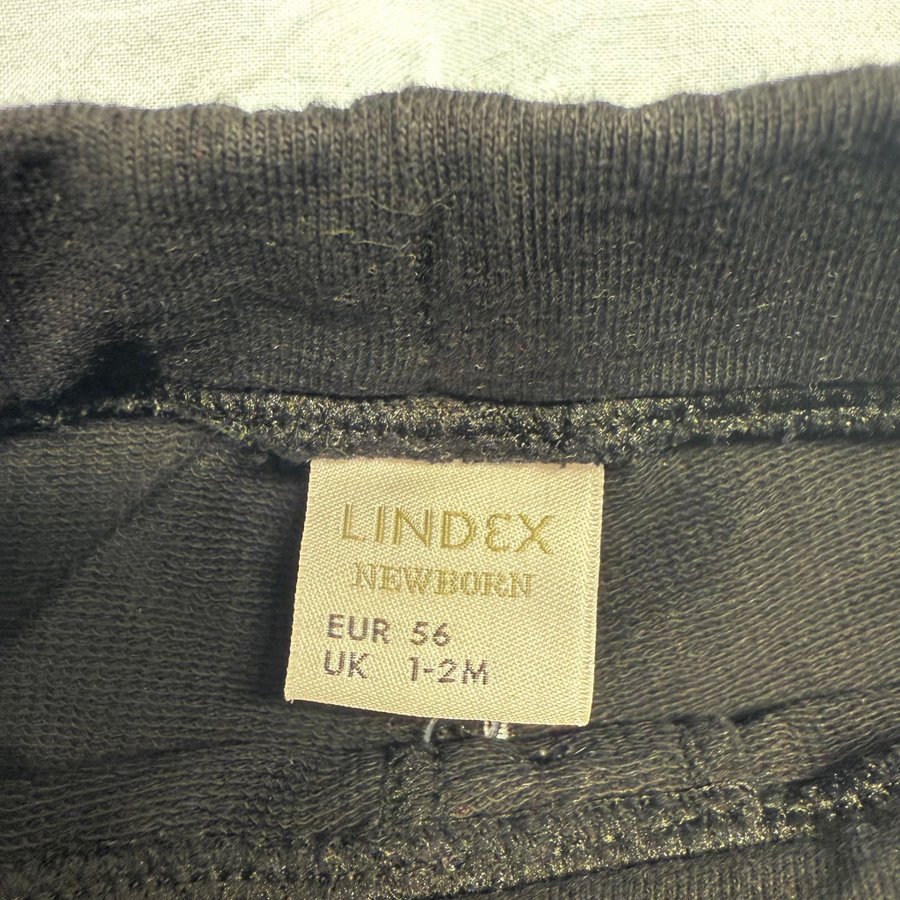 LINDEX
NEWBORN
EUR 56
UK 1-2M